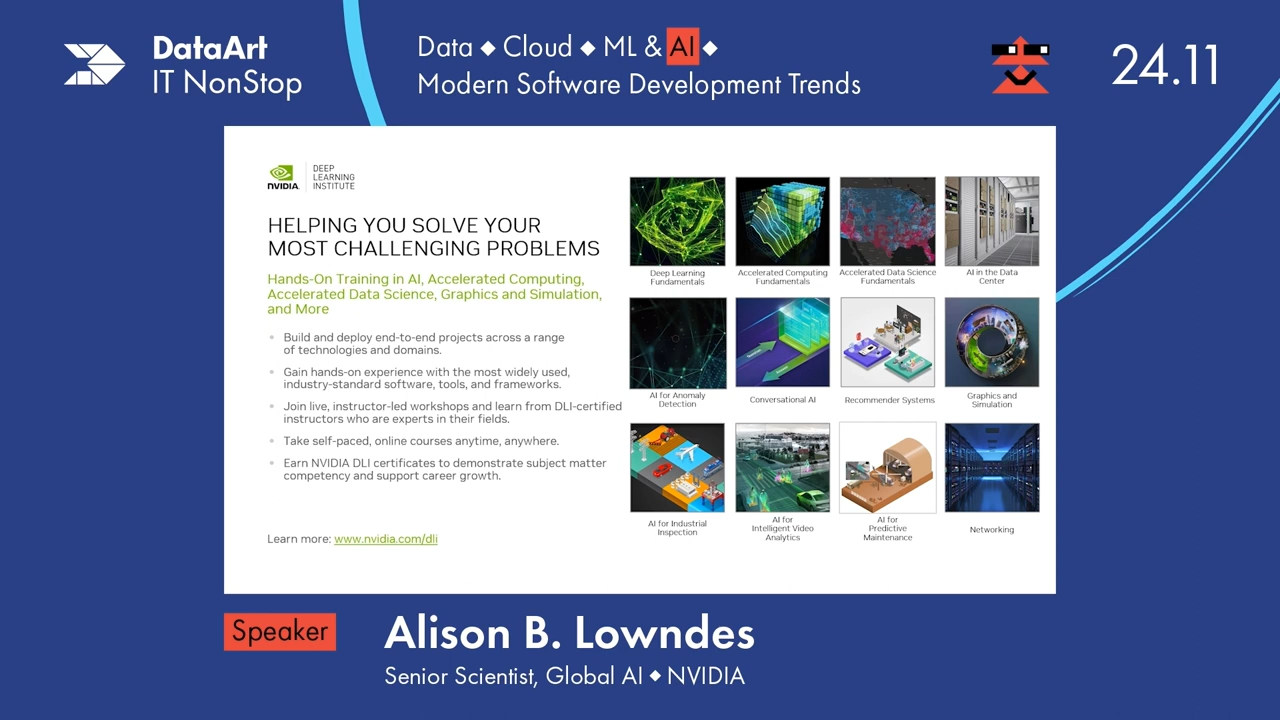 DataArt
IT NonStop
Data ◆ Cloud ◆ ML & AI ◆
Modern Software Development Trends
24.11
NVIDIA.
DEEP
LEARNING
INSTITUTE
HELPING YOU SOLVE YOUR
MOST CHALLENGING PROBLEMS
Hands-On Training in AI, Accelerated Computing,
Accelerated Data Science, Graphics and Simulation,
and More
• Build and deploy end-to-end projects across a range
of technologies and domains.
• Gain hands-on experience with the most widely used,
industry-standard software, tools, and frameworks.
• Join live, instructor-led workshops and learn from DLI-certified
instructors who are experts in their fields.
• Take self-paced, online courses anytime, anywhere.
• Earn NVIDIA DLI certificates to demonstrate subject matter
competency and support career growth.
Learn more: www.nvidia.com/dli
Deep Learning
Fundamentals
Accelerated Computing
Fundamentals
Accelerated Data Science
Fundamentals
AI in the Data
Center
AI for Anomaly
Detection
Conversational AI
Recommender Systems
Graphics and
Simulation
AI for Industrial
Inspection
AI for
Intelligent Video
Analytics
AI for
Predictive
Maintenance
Networking
Speaker
Alison B. Lowndes
Senior Scientist, Global AI ◆ NVIDIA